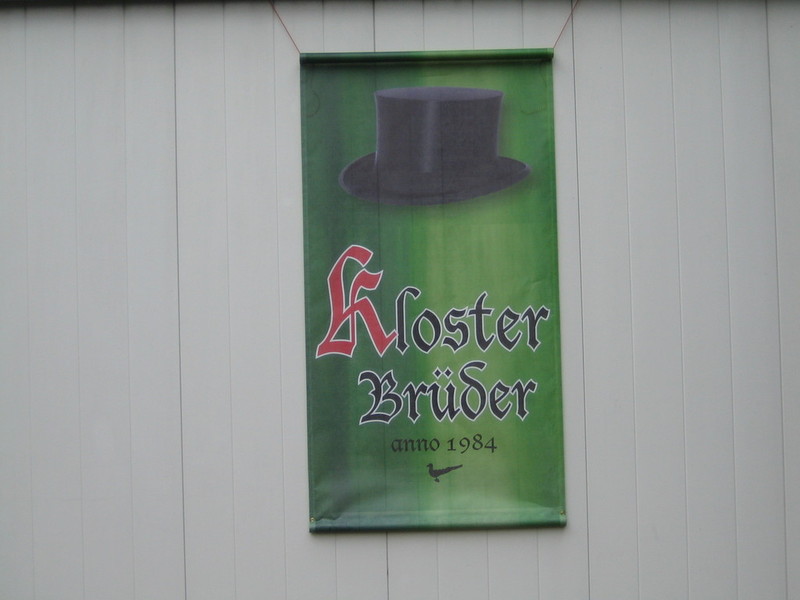 Kloster
Brüder
anno 1984